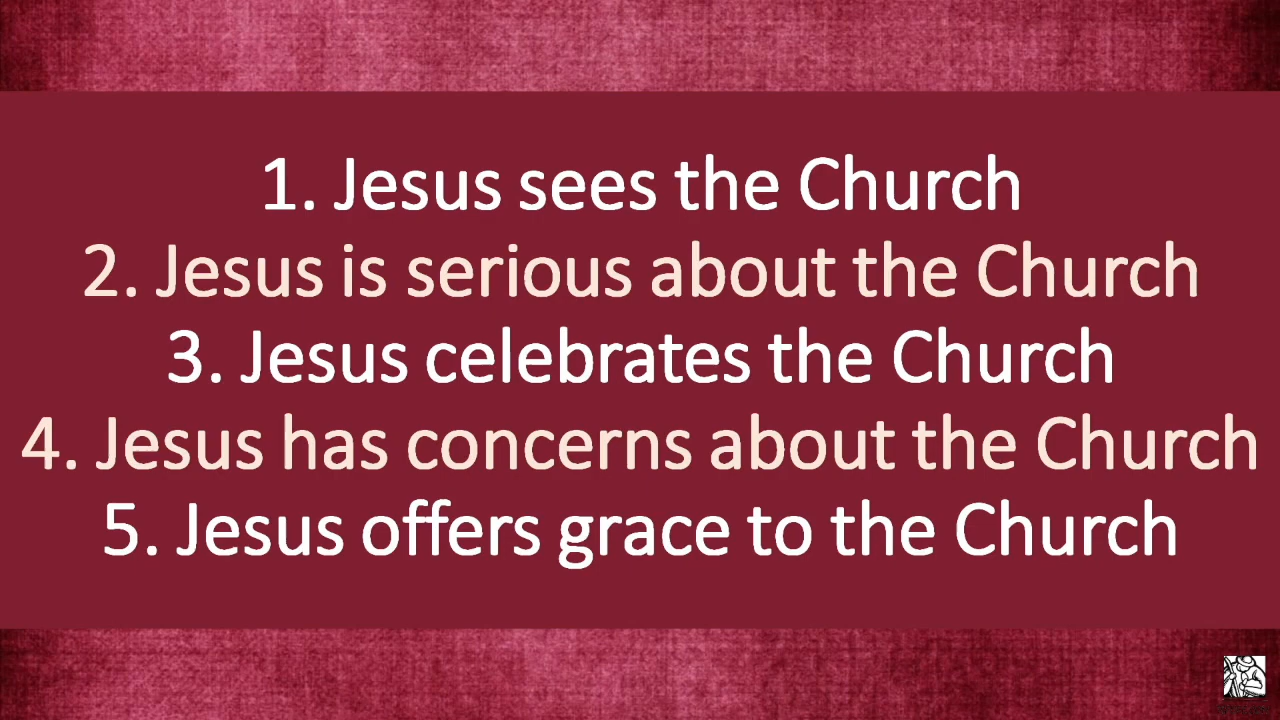 1. Jesus sees the Church
2. Jesus is serious about the Church
3. Jesus celebrates the Church
4. Jesus has concerns about the Church
5. Jesus offers grace to the Church